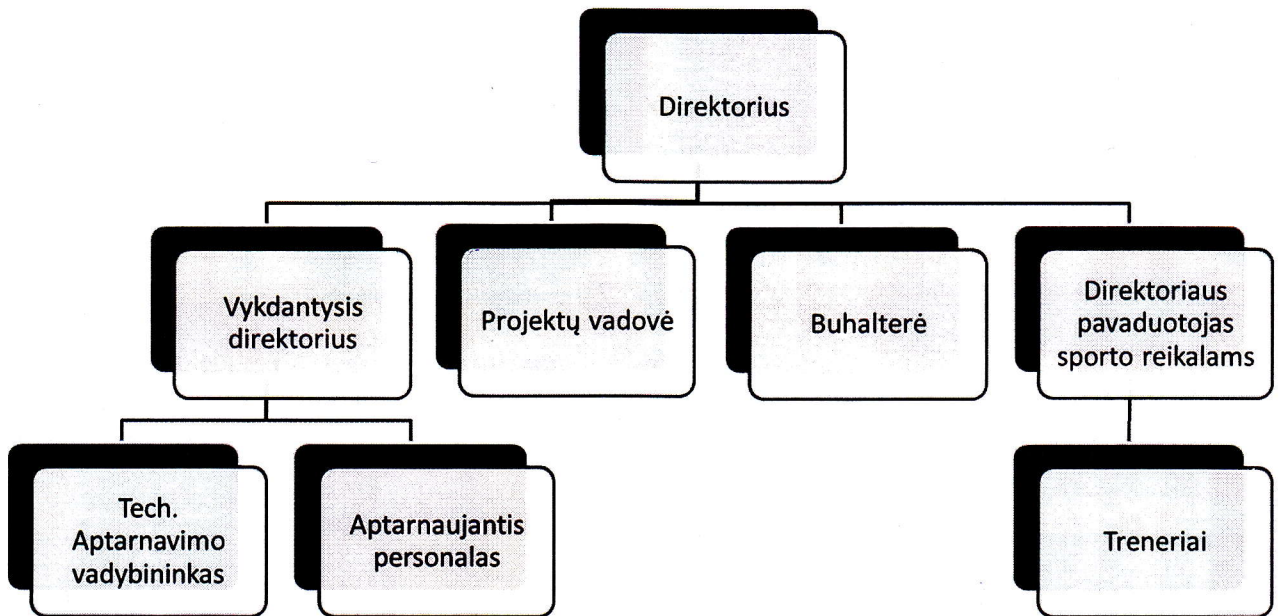 Direktorius
Vykdantysis
direktorius
Projektų vadovė
Buhalterė
Direktoriaus
pavaduotojas
sporto reikalams
Tech.
Aptarnavimo
vadybininkas
Aptarnaujantis
personalas
Treneriai